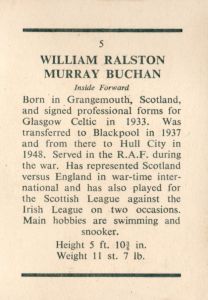 5
WILLIAM RALSTON
MURRAY BUCHAN
Inside Forward
Born in Grangemouth, Scotland,
and signed professional forms for
Glasgow Celtic in 1933. Was
transferred to Blackpool in 1937
and from there to Hull City in
1948. Served in the R.A.F. during
the war. Has represented Scotland
versus England in war-time inter-
national and has also played for
the Scottish League against the
Irish League on two occasions.
Main hobbies are swimming and
snooker.
Height 5 ft. 10¾ in.
Weight 11 st. 7 lb.